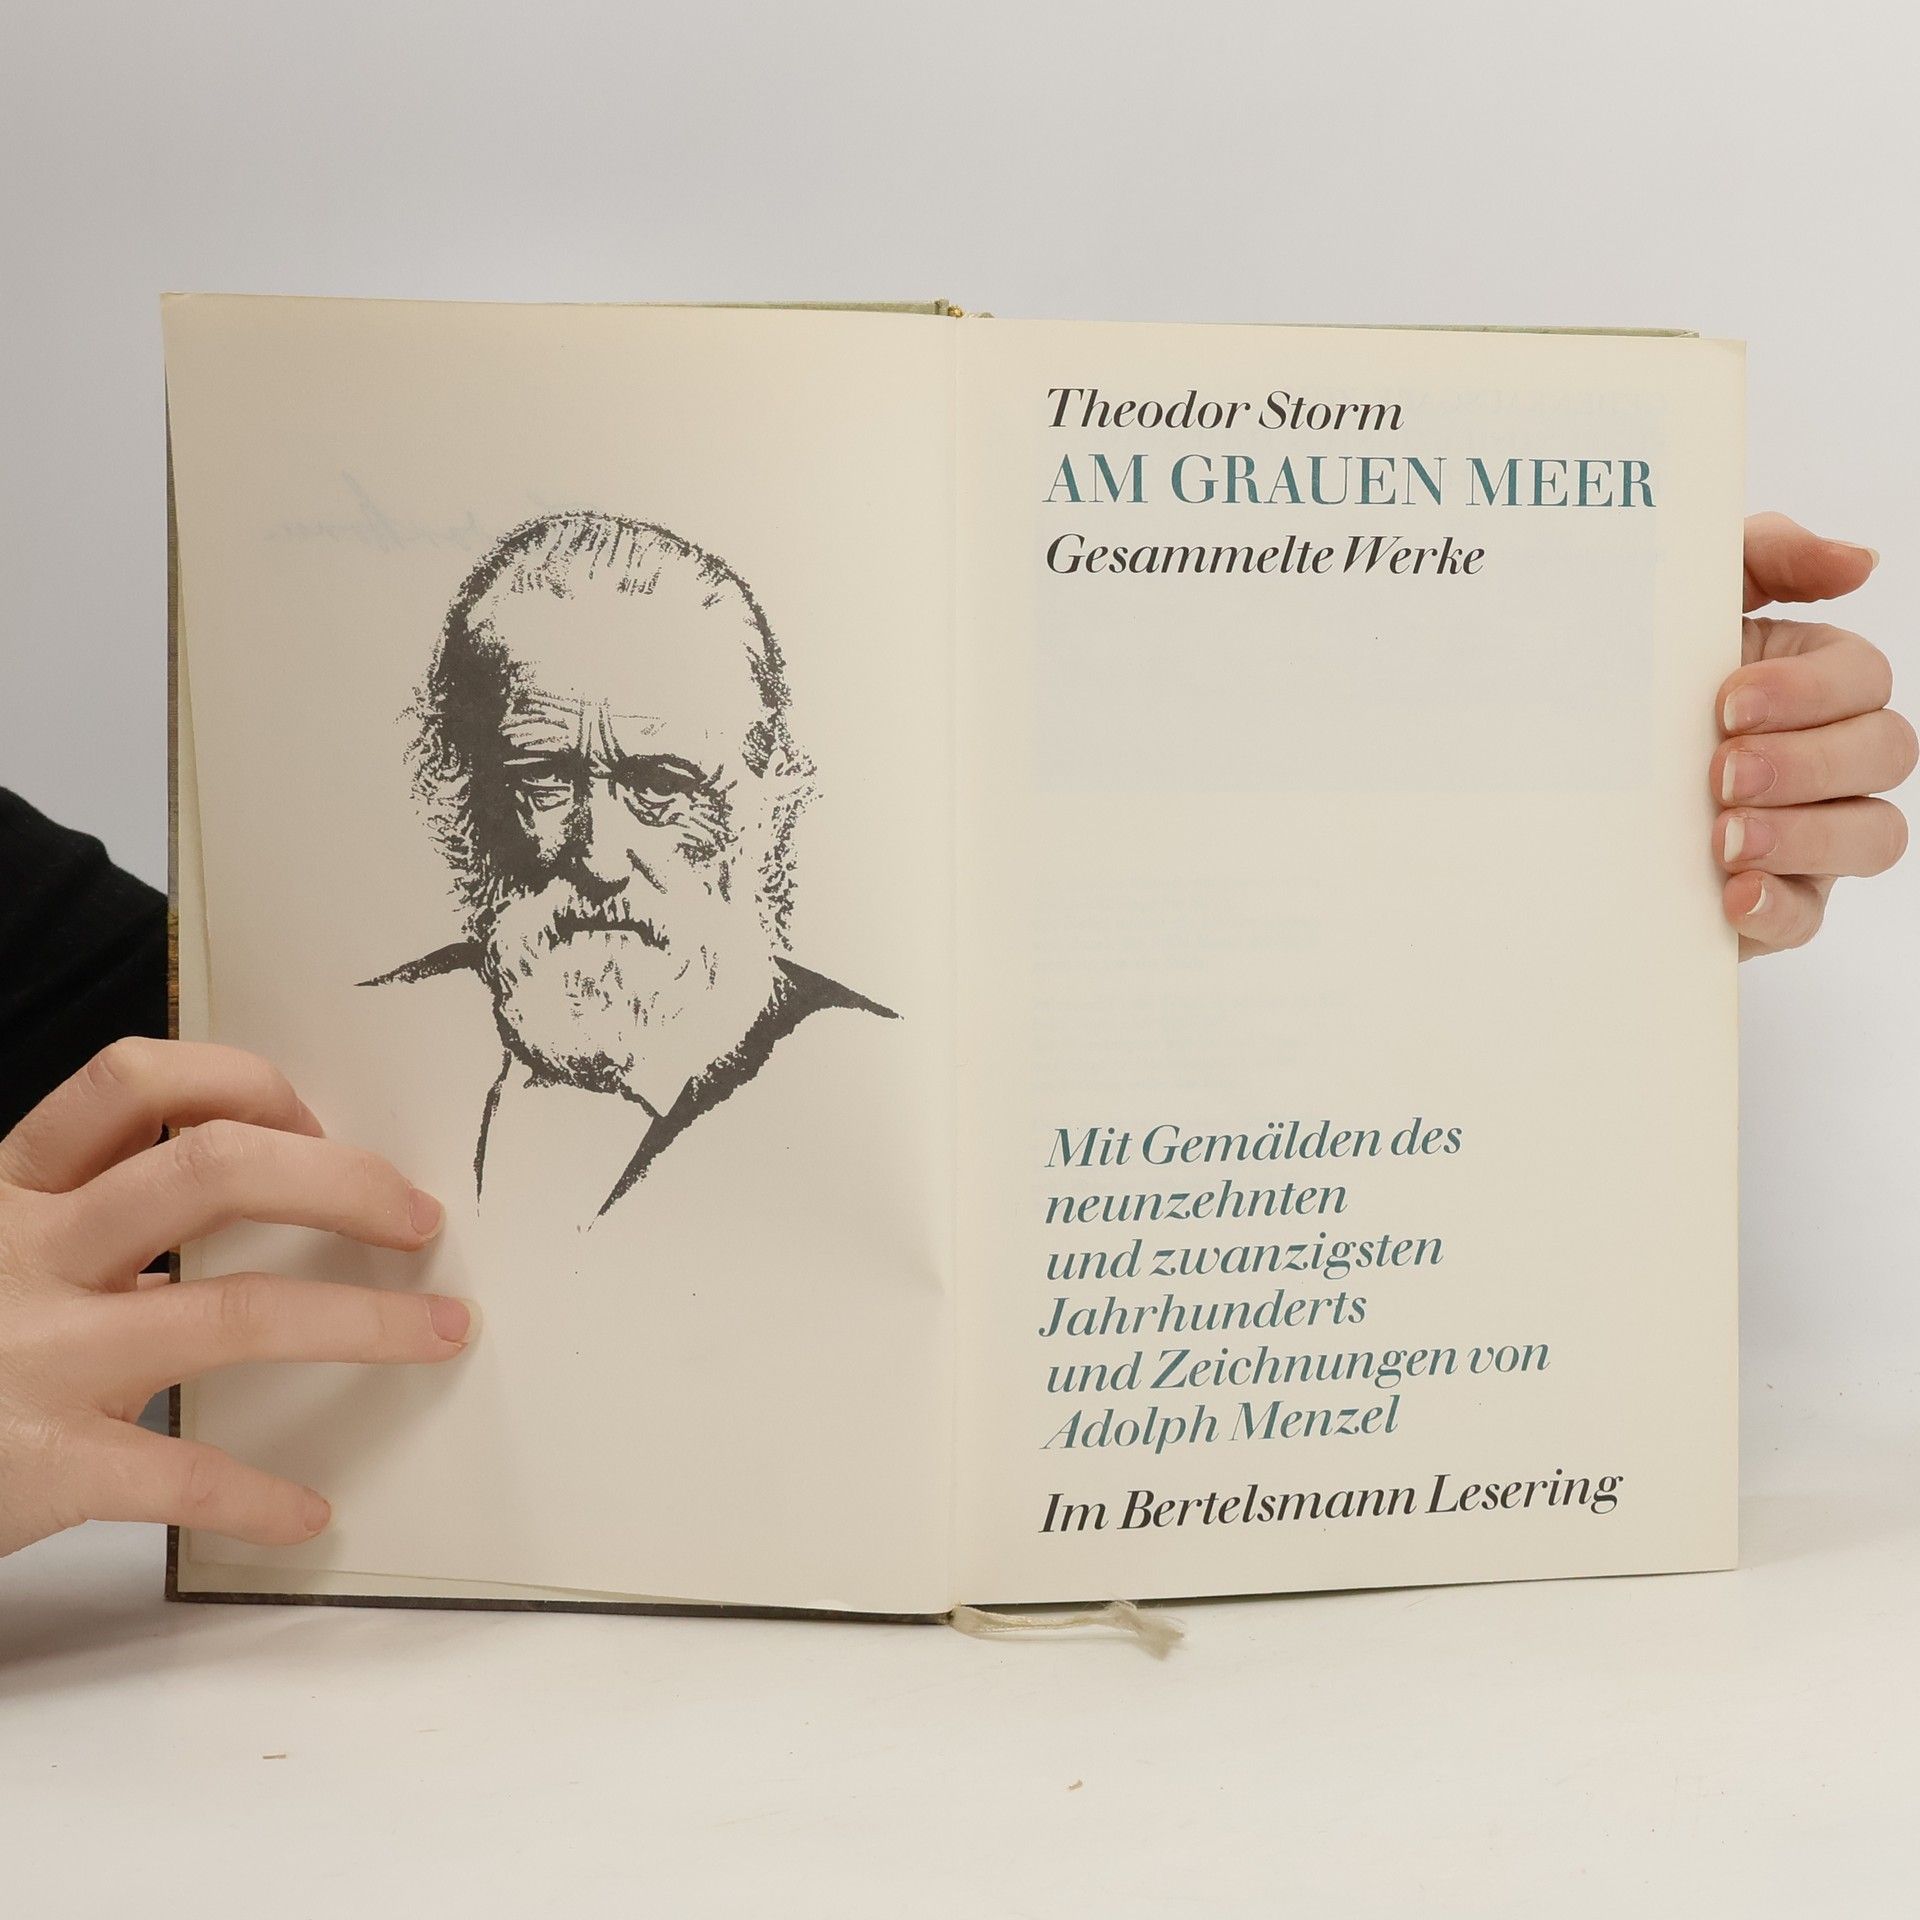 Theodor Storm
AM GRAUEN MEER
Gesammelte Werke
Mit Gemälden des
neunzehnten
und zwanzigsten
Jahrhunderts
und Zeichnungen von
Adolph Menzel
Im Bertelsmann Lesering